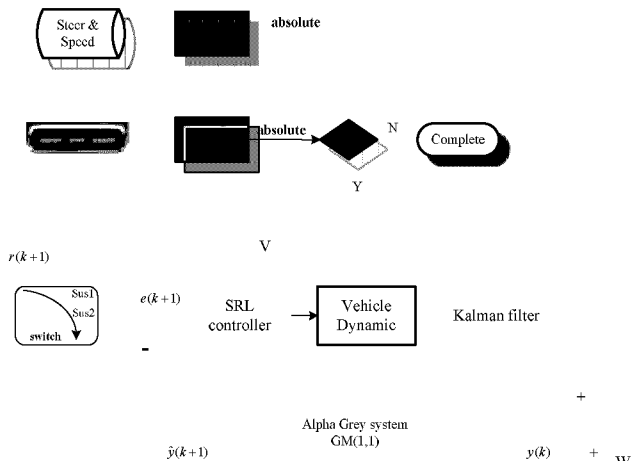 Steer &
Speed
absolute
absolute
N
Complete
Y
V
r(k+1)
Sus1
Sus2
switch
e(k+1)
-
SRL
controller
Vehicle
Dynamic
Kalman filter
+
Alpha Grey system
GM(1,1)
ŷ(k+1)
y(k)
+
W